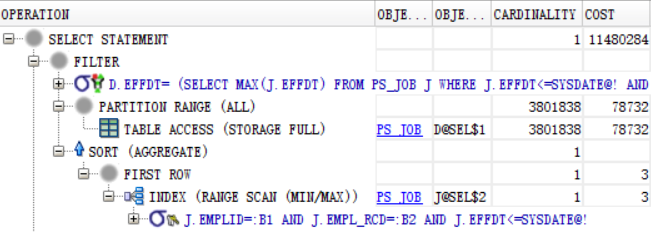 OPERATION OBJE... OBJE... CARDINALITY COST
SELECT STATEMENT 1 11480284
FILTER
D.EFFDT= (SELECT MAX(J.EFFDT) FROM PS_JOB J WHERE J.EFFDT<=SYSDATE@! AND
PARTITION RANGE (ALL) 3801838 78732
TABLE ACCESS (STORAGE FULL) PS_JOB D@SEL$1 3801838 78732
SORT (AGGREGATE) 1
FIRST ROW 1 3
INDEX (RANGE SCAN (MIN/MAX)) PS_JOB J@SEL$2 1 3
J.EMPLID=:B1 AND J.EMPL_RCD=:B2 AND J.EFFDT<=SYSDATE@!